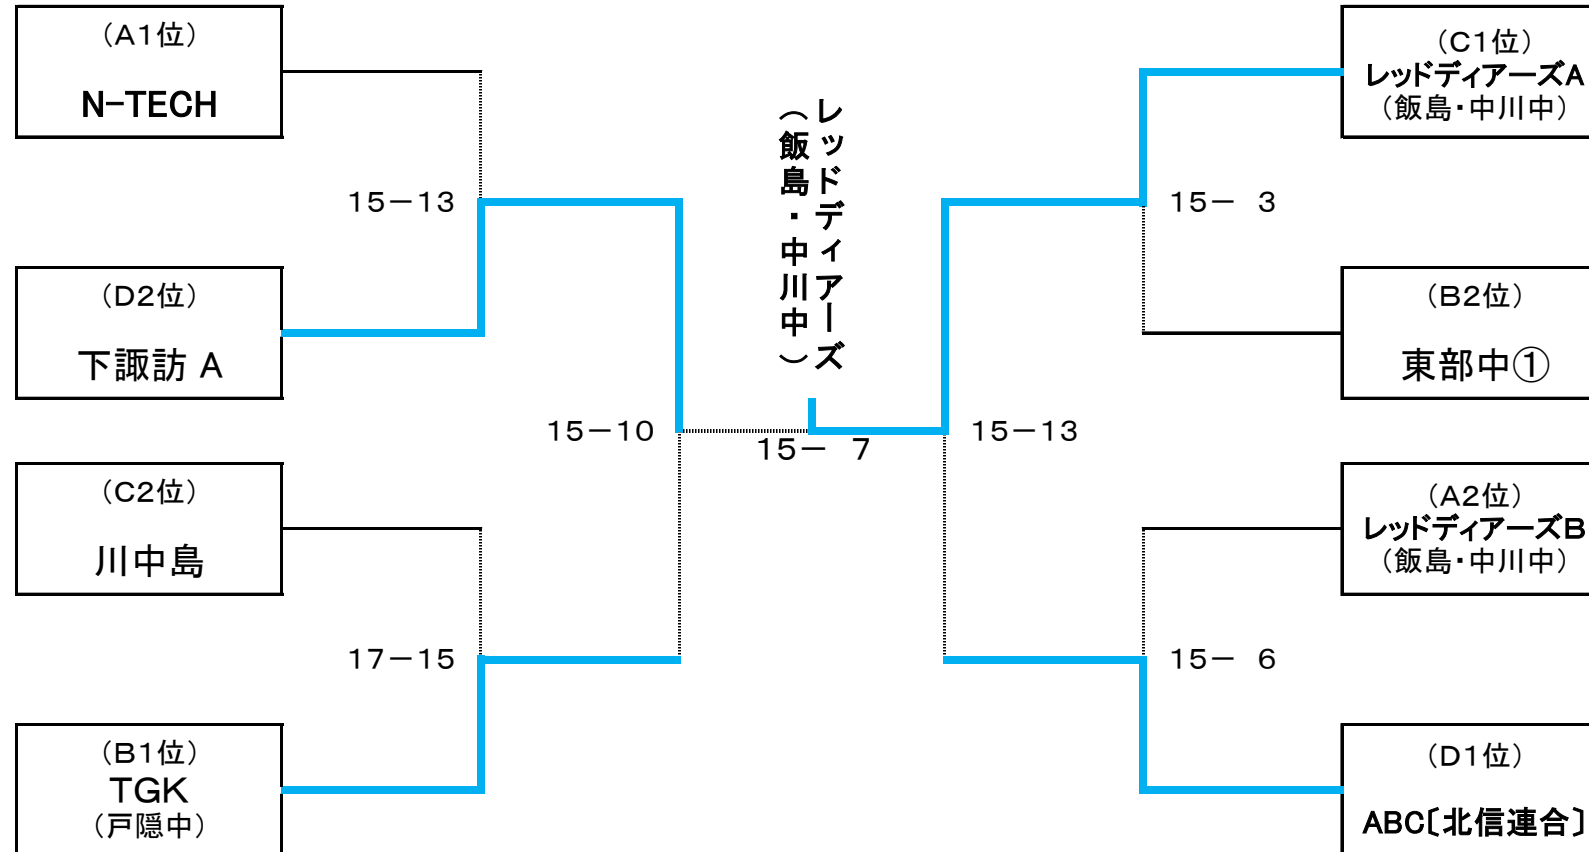 （A1位）
N-TECH
（D2位）
下諏訪 A
（C2位）
川中島
（B1位）
TGK
（戸隠中）
15－13
17－15
15－10
レッドディアーズ
（飯島・中川中）
15－ 7
15－13
15－ 3
15－ 6
（C1位）
レッドディアーズA
（飯島・中川中）
（B2位）
東部中①
（A2位）
レッドディアーズB
（飯島・中川中）
（D1位）
ABC〔北信連合〕